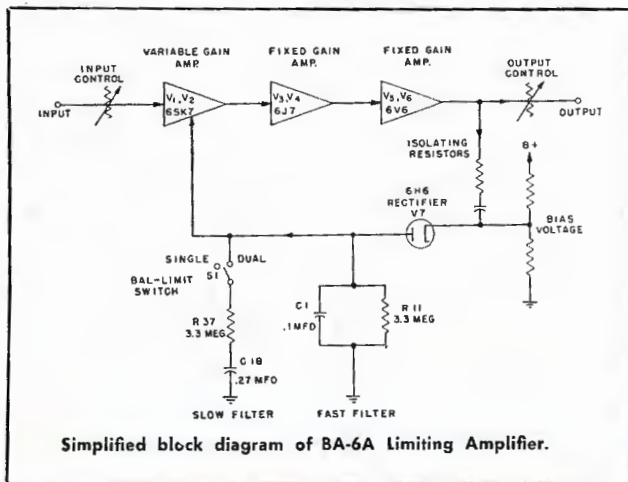 VARIABLE GAIN
AMP.
FIXED GAIN
AMP.
FIXED GAIN
AMP.
INPUT
CONTROL
OUTPUT
CONTROL
V1,V2
6SK7
V3,V4
6J7
V5,V6
6V6
INPUT
OUTPUT
ISOLATING
RESISTORS
B+
6H6
RECTIFIER
V7
BIAS
VOLTAGE
SINGLE
DUAL
S1
BAL-LIMIT
SWITCH
C1
.1MFD
R11
3.3 MEG
R37
3.3 MEG
C18
.27 MFD
SLOW FILTER
FAST FILTER
Simplified block diagram of BA-6A Limiting Amplifier.